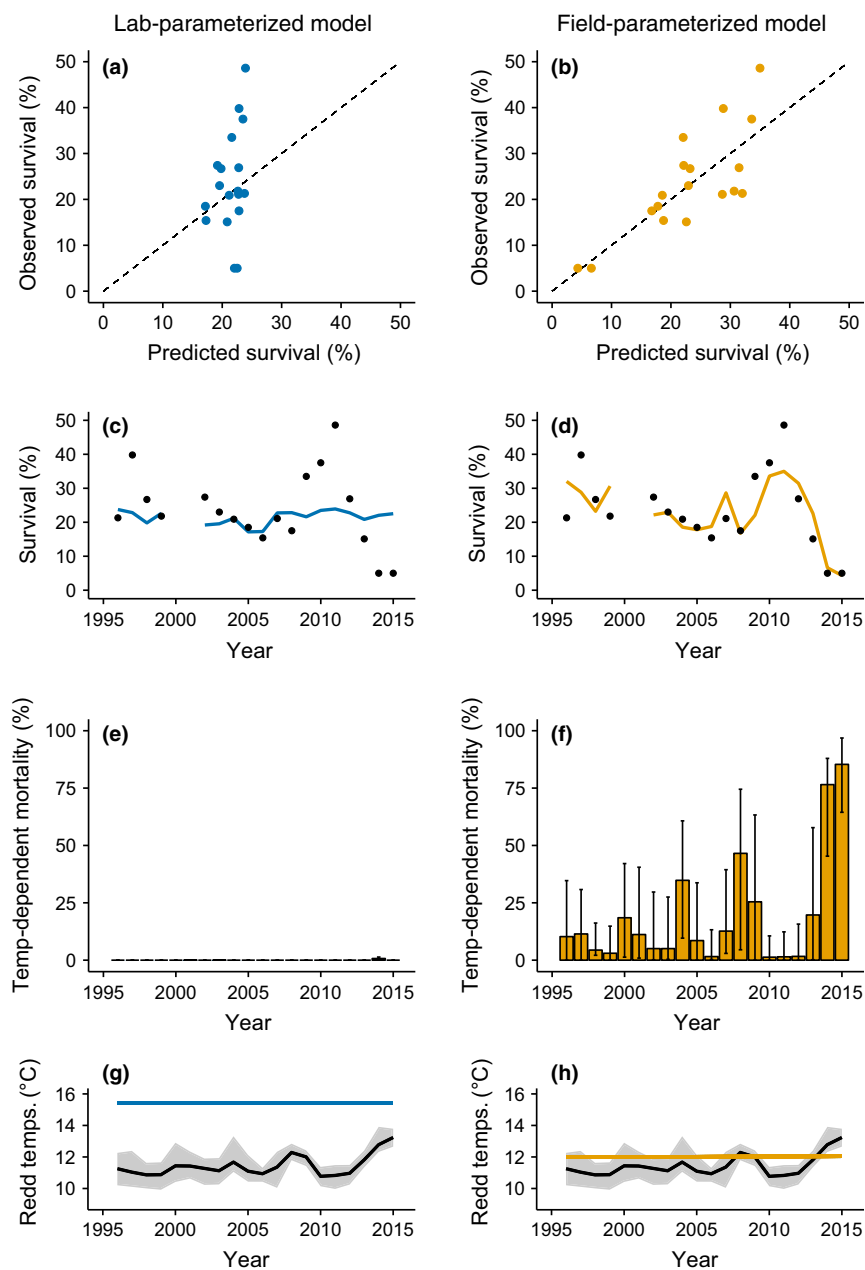 Lab-parameterized model
Field-parameterized model
(a)
Observed survival (%)
50
40
30
20
10
0
0 10 20 30 40 50
Predicted survival (%)
(b)
Observed survival (%)
50
40
30
20
10
0
0 10 20 30 40 50
Predicted survival (%)
(c)
Survival (%)
50
40
30
20
10
0
1995 2000 2005 2010 2015
Year
(d)
Survival (%)
50
40
30
20
10
0
1995 2000 2005 2010 2015
Year
(e)
Temp-dependent mortality (%)
100
75
50
25
0
1995 2000 2005 2010 2015
Year
(f)
Temp-dependent mortality (%)
100
75
50
25
0
1995 2000 2005 2010 2015
Year
(g)
Redd temps. (°C)
16
14
12
10
1995 2000 2005 2010 2015
Year
(h)
Redd temps. (°C)
16
14
12
10
1995 2000 2005 2010 2015
Year